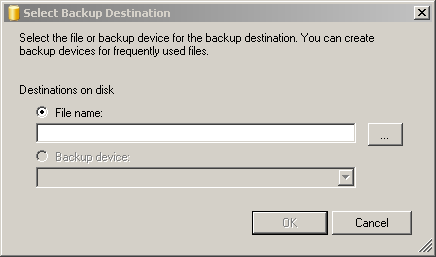 Select Backup Destination
Select the file or backup device for the backup destination. You can create
backup devices for frequently used files.
Destinations on disk
File name:
...
Backup device:
OK
Cancel